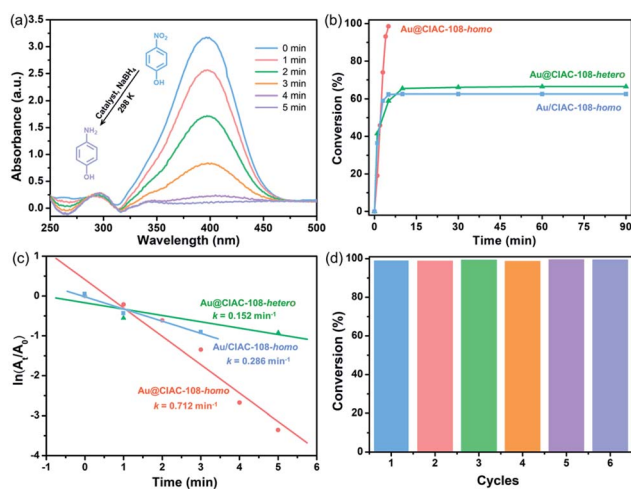 (a)
Absorbance (a.u.)
3.5
3.0
2.5
2.0
1.5
1.0
0.5
0.0
250 300 350 400 450 500
Wavelength (nm)
NO₂
OH
Catalyst, NaBH₄
298 K
NH₂
OH
0 min
1 min
2 min
3 min
4 min
5 min
(b)
Conversion (%)
100
80
60
40
20
0
0 15 30 45 60 75 90
Time (min)
Au@CIAC-108-homo
Au@CIAC-108-hetero
Au/CIAC-108-homo
(c)
ln(Aₜ/A₀)
1
0
-1
-2
-3
-4
-1 0 1 2 3 4 5 6
Time (min)
Au@CIAC-108-hetero
k = 0.152 min⁻¹
Au/CIAC-108-homo
k = 0.286 min⁻¹
Au@CIAC-108-homo
k = 0.712 min⁻¹
(d)
Conversion (%)
100
80
60
40
20
0
1 2 3 4 5 6
Cycles